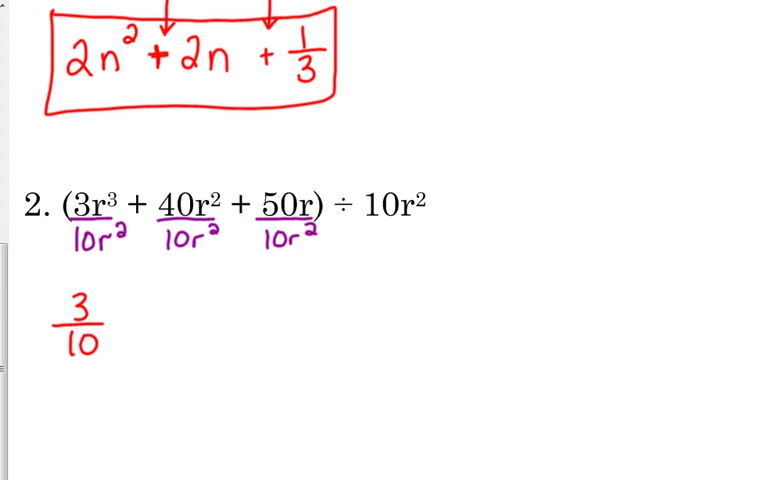 2n² + 2n + 1/3
2. (3r³ + 40r² + 50r) ÷ 10r²
10r² 10r² 10r²
3
10